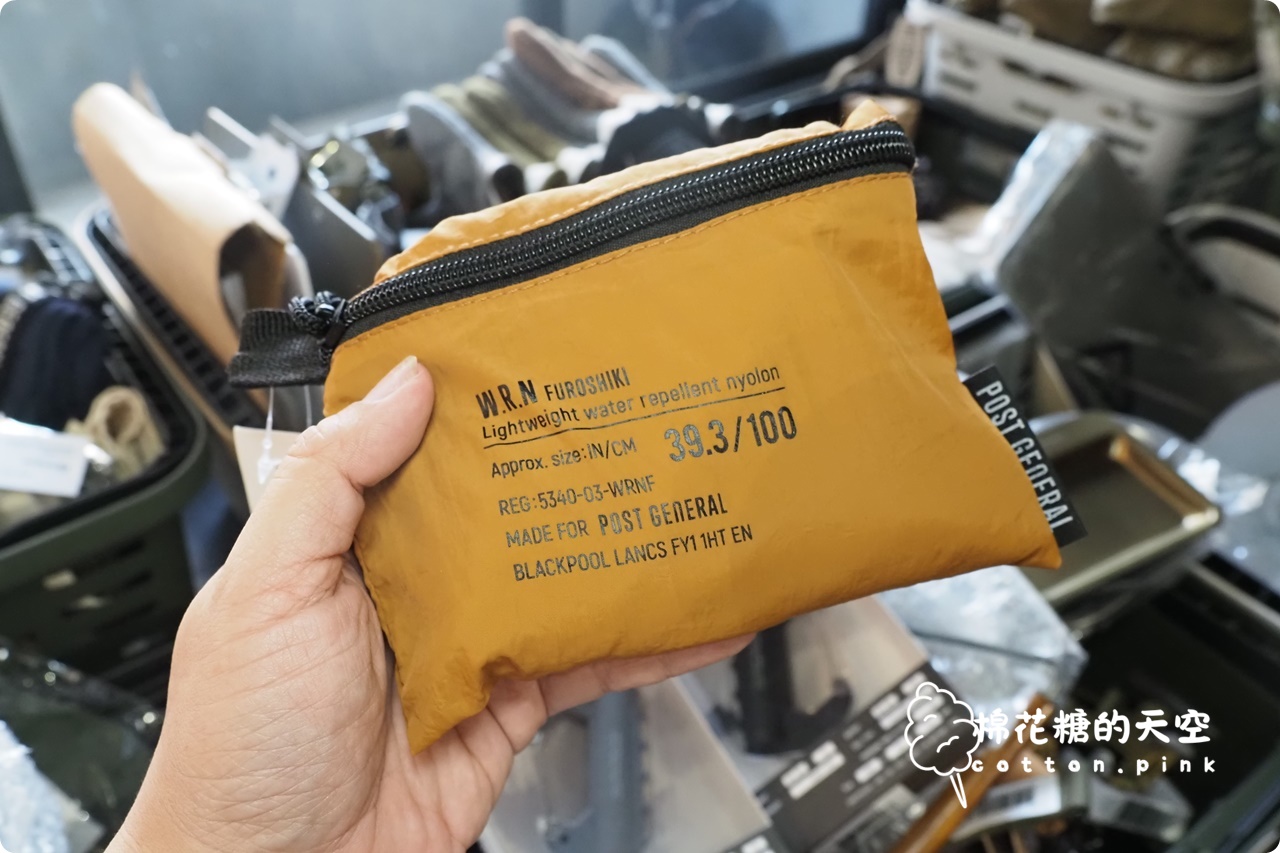 W.R.N FUROSHIKI
Lightweight water repellent nyolon
Approx. size:IN/CM 39.3/100
REG:5340-03-WRNF
MADE FOR POST GENERAL
BLACKPOOL LANCS FY1 1HT EN
POST GENERAL
棉花糖的天空
cotton.pink